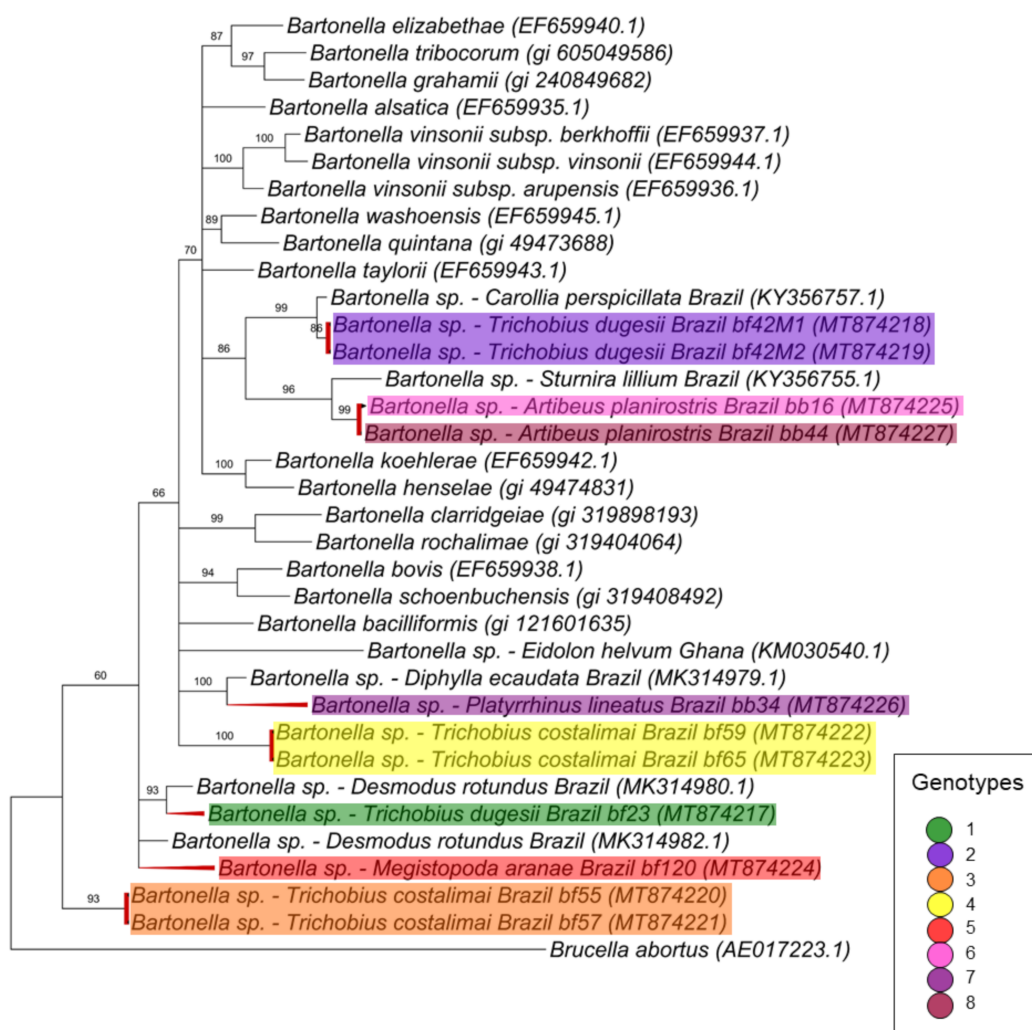 Bartonella elizabethae (EF659940.1)
87
Bartonella tribocorum (gi 605049586
97
Bartonella grahamii (gi 240849682)
Bartonella alsatica (EF659935.1)
Bartonella vinsonii subsp. berkhoffii (EF659937.1)
100
Bartonella vinsonii subsp. vinsonii (EF659944.1)
100
Bartonella vinsonii subsp. arupensis (EF659936.1)
Bartonella washoensis (EF659945.1)
89
Bartonella quintana (gi 49473688)
70
Bartonella taylorii (EF659943.1)
Bartonella sp. - Carollia perspicillata Brazil (KY356757.1)
99
86
Bartonella sp. - Trichobius dugesii Brazil bf42M1 (MT874218)
Bartonella sp. - Trichobius dugesii Brazil bf42M2 (MT874219)
86
Bartonella sp. - Sturnira lillium Brazil (KY356755.1)
96
Bartonella sp. - Artibeus planirostris Brazil bb16 (MT874225)
99
Bartonella sp. - Artibeus planirostris Brazil bb44 (MT874227)
Bartonella koehlerae (EF659942.1)
100
Bartonella henselae (gi 49474831)
66
Bartonella clarridgeiae (gi 319898193)
99
Bartonella rochalimae (gi 319404064)
Bartonella bovis (EF659938.1)
94
Bartonella schoenbuchensis (gi 319408492)
Bartonella bacilliformis (gi 121601635)
Bartonella sp. - Eidolon helvum Ghana (KM030540.1)
Bartonella sp. - Diphylla ecaudata Brazil (MK314979.1)
100
60
Bartonella sp. - Platyrrhinus lineatus Brazil bb34 (MT874226)
Bartonella sp. - Trichobius costalimai Brazil bf59 (MT874222)
100
Bartonella sp. - Trichobius costalimai Brazil bf65 (MT874223)
Bartonella sp. - Desmodus rotundus Brazil (MK314980.1)
93
Bartonella sp. - Trichobius dugesii Brazil bf23 (MT874217)
Bartonella sp. - Desmodus rotundus Brazil (MK314982.1)
Bartonella sp. - Megistopoda aranae Brazil bf120 (MT874224)
Bartonella sp. - Trichobius costalimai Brazil bf55 (MT874220)
93
Bartonella sp. - Trichobius costalimai Brazil bf57 (MT874221)
Brucella abortus (AE017223.1)
Genotypes
1
2
3
4
5
6
7
8